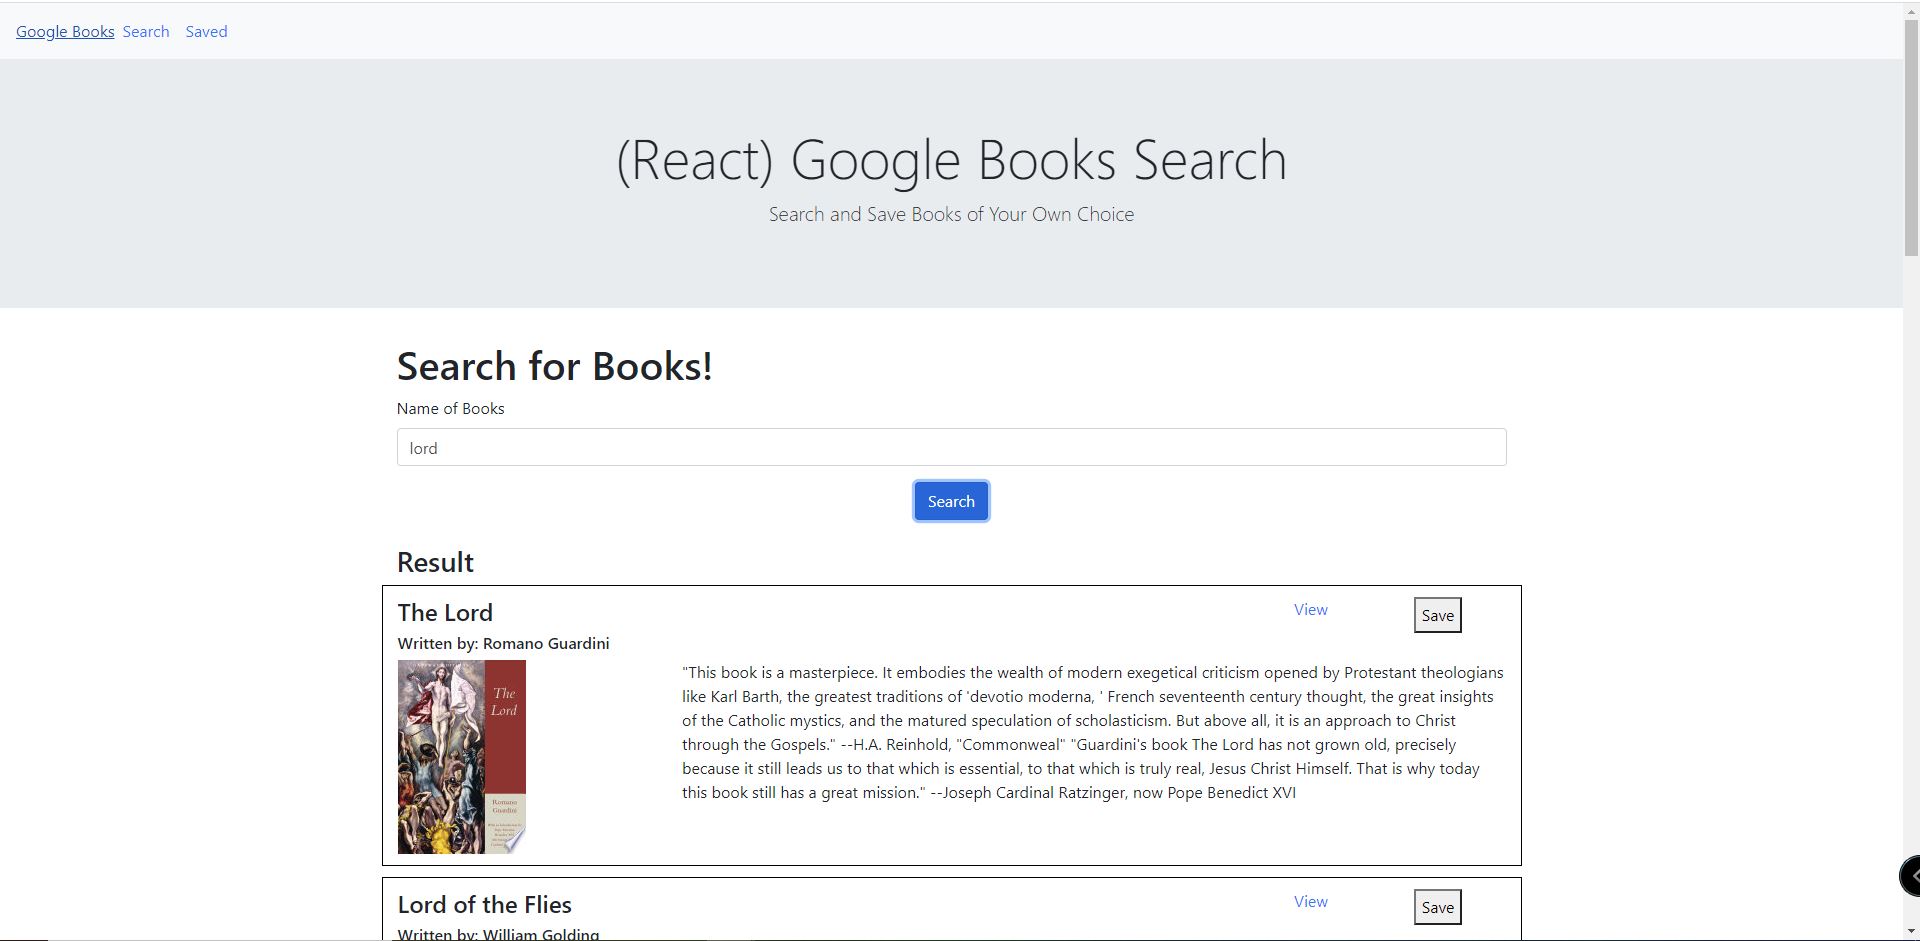 Google Books Search Saved
(React) Google Books Search
Search and Save Books of Your Own Choice
Search for Books!
Name of Books
lord
Search
Result
The Lord
View
Save
Written by: Romano Guardini
The
Lord
Romano
Guardini
"This book is a masterpiece. It embodies the wealth of modern exegetical criticism opened by Protestant theologians
like Karl Barth, the greatest traditions of 'devotio moderna, ' French seventeenth century thought, the great insights
of the Catholic mystics, and the matured speculation of scholasticism. But above all, it is an approach to Christ
through the Gospels." --H.A. Reinhold, "Commonweal" "Guardini's book The Lord has not grown old, precisely
because it still leads us to that which is essential, to that which is truly real, Jesus Christ Himself. That is why today
this book still has a great mission." --Joseph Cardinal Ratzinger, now Pope Benedict XVI
Lord of the Flies
View
Save
Written by: William Golding